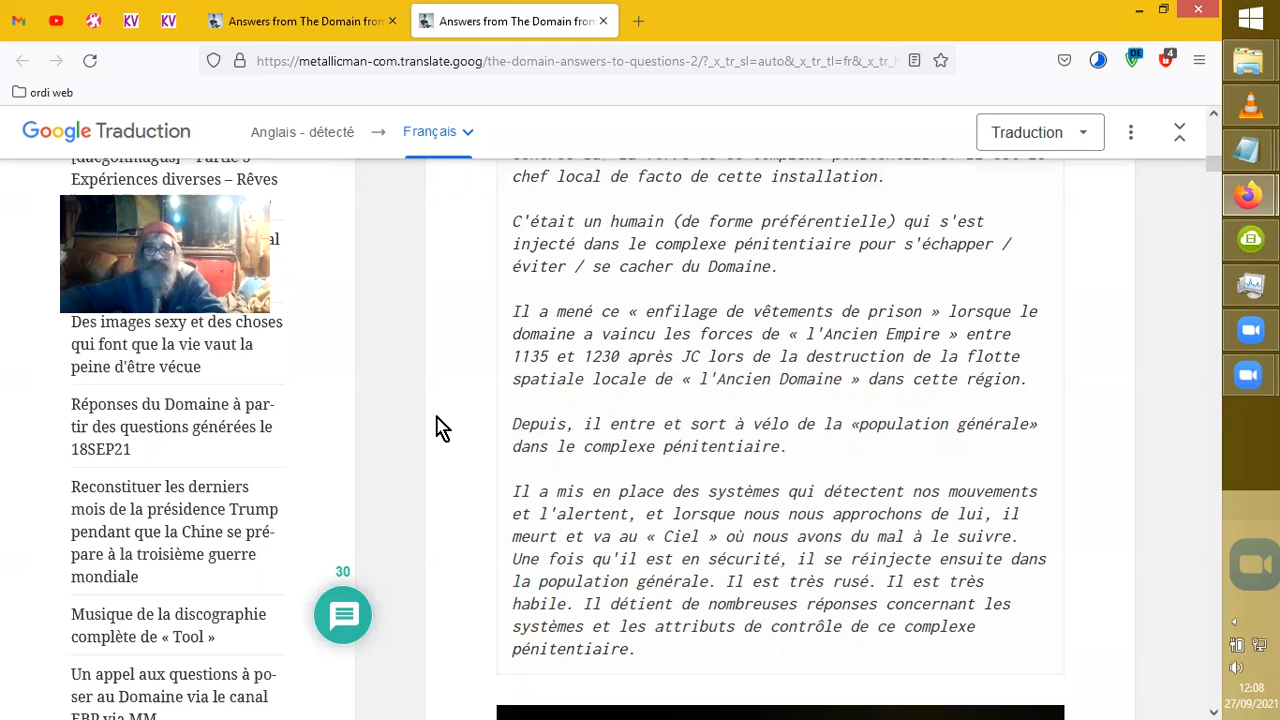 Answers from The Domain from
Answers from The Domain from
https://metallicman-com.translate.goog/the-domain-answers-to-questions-2/?_x_tr_sl=auto&_x_tr_tl=fr&_x_tr_
DE
4
ordi web
Google Traduction
Anglais - détecté
Français
Traduction
Expériences diverses – Rêves
al
Des images sexy et des choses
qui font que la vie vaut la
peine d'être vécue
Réponses du Domaine à par-
tir des questions générées le
18SEP21
Reconstituer les derniers
mois de la présidence Trump
pendant que la Chine se pré-
pare à la troisième guerre
mondiale
Musique de la discographie
complète de « Tool »
Un appel aux questions à po-
ser au Domaine via le canal
EBP via MM
30
chef local de facto de cette installation.
C'était un humain (de forme préférentielle) qui s'est
injecté dans le complexe pénitentiaire pour s'échapper /
éviter / se cacher du Domaine.
Il a mené ce « enfilage de vêtements de prison » lorsque le
domaine a vaincu les forces de « l'Ancien Empire » entre
1135 et 1230 après JC lors de la destruction de la flotte
spatiale locale de « l'Ancien Domaine » dans cette région.
Depuis, il entre et sort à vélo de la «population générale»
dans le complexe pénitentiaire.
Il a mis en place des systèmes qui détectent nos mouvements
et l'alertent, et lorsque nous nous approchons de lui, il
meurt et va au « Ciel » où nous avons du mal à le suivre.
Une fois qu'il est en sécurité, il se réinjecte ensuite dans
la population générale. Il est très rusé. Il est très
habile. Il détient de nombreuses réponses concernant les
systèmes et les attributs de contrôle de ce complexe
pénitentiaire.
12:08
27/09/2021